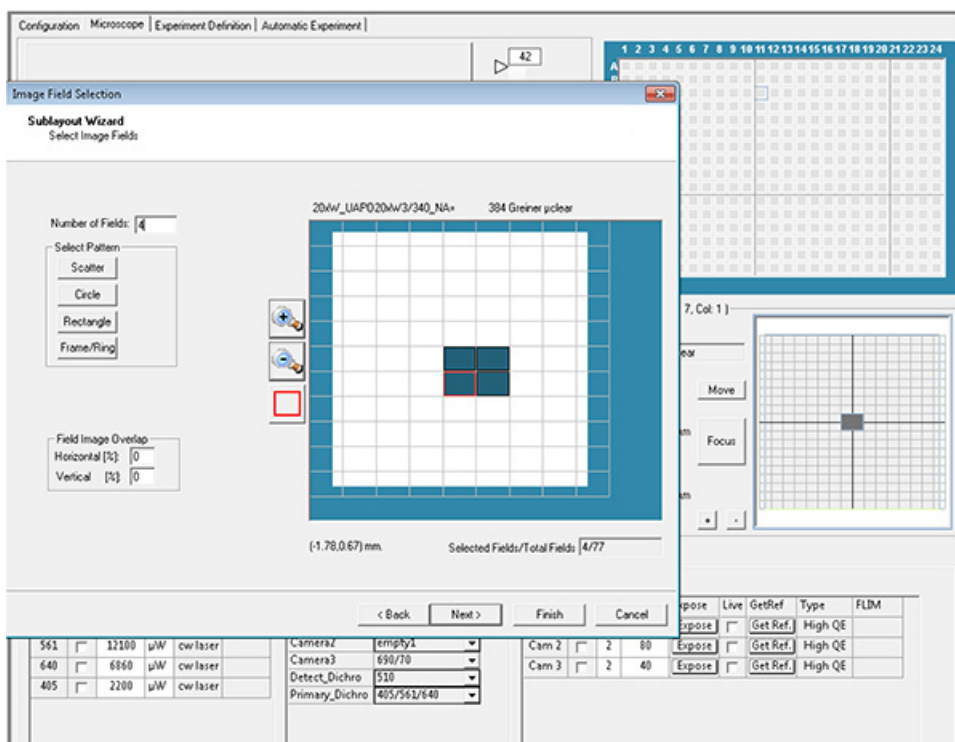 Configuration Microscope Experiment Definition Automatic Experiment
42
1 2 3 4 5 6 7 8 9 10 11 12 13 14 15 16 17 18 19 20 21 22 23 24
A
Image Field Selection
Sublayout Wizard
Select Image Fields
20xW_UAPO20xW3/340_NA= 384 Greiner µclear
Number of Fields: 4
Select Pattern
Scatter
Circle
Rectangle
Frame/Ring
7, Col: 1 )
ear
Move
Focus
+ -
Field Image Overlap
Horizontal [%]: 0
Vertical [%]: 0
(-1.78,0.67) mm. Selected Fields/Total Fields 4/77
< Back Next > Finish Cancel
xpose Live GetRef Type FLIM
xpose Get Ref. High QE
561 12100 µW cw laser
640 6860 µW cw laser
405 2200 µW cw laser
Camera2 empty1
Camera3 690/70
Detect_Dichro 510
Primary_Dichro 405/561/640
Cam 2 2 80 Expose Get Ref. High QE
Cam 3 2 40 Expose Get Ref. High QE